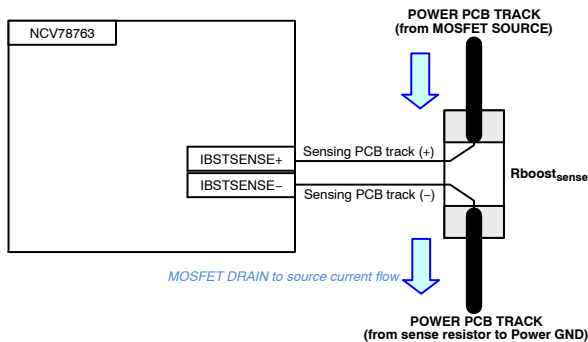 POWER PCB TRACK
(from MOSFET SOURCE)
NCV78763
IBSTSENSE+
Sensing PCB track (+)
Rboostsense
IBSTSENSE−
Sensing PCB track (−)
MOSFET DRAIN to source current flow
POWER PCB TRACK
(from sense resistor to Power GND)